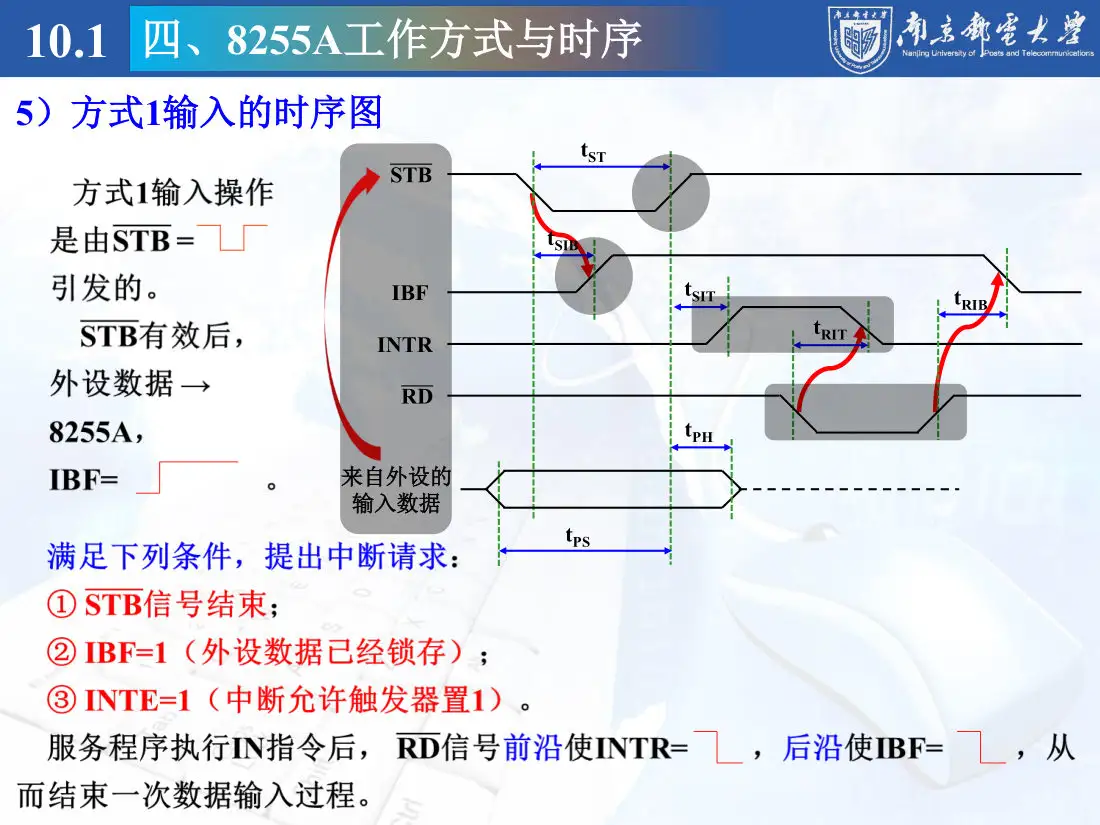 10.1 四、8255A工作方式与时序
南京邮电大学
Nanjing University of Posts and Telecommunications
5）方式1输入的时序图
方式1输入操作
是由STB =
引发的。
STB有效后，
外设数据→
8255A，
IBF= 。
STB
IBF
INTR
RD
来自外设的
输入数据
tST
tSIB
tSIT
tRIB
tRIT
tPH
tPS
满足下列条件，提出中断请求：
① STB信号结束；
② IBF=1（外设数据已经锁存）；
③ INTE=1（中断允许触发器置1）。
服务程序执行IN指令后， RD信号前沿使INTR= ，后沿使IBF= ，从
而结束一次数据输入过程。